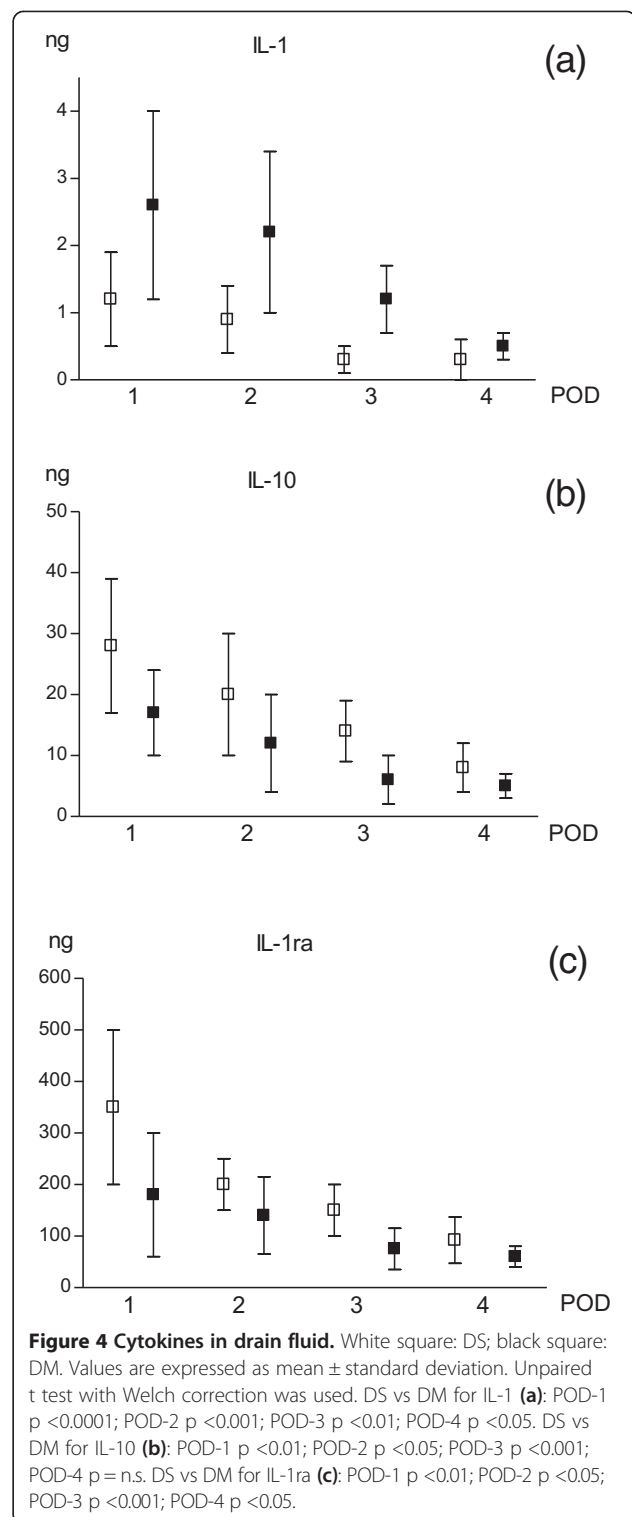 ng IL-1 (a)
4
3
2
1
0
1 2 3 4 POD
ng IL-10 (b)
50
40
30
20
10
0
1 2 3 4 POD
ng IL-1ra (c)
600
500
400
300
200
100
0
1 2 3 4 POD
Figure 4 Cytokines in drain fluid. White square: DS; black square:
DM. Values are expressed as mean ± standard deviation. Unpaired
t test with Welch correction was used. DS vs DM for IL-1 (a): POD-1
p <0.0001; POD-2 p <0.001; POD-3 p <0.01; POD-4 p <0.05. DS vs
DM for IL-10 (b): POD-1 p <0.01; POD-2 p <0.05; POD-3 p <0.001;
POD-4 p = n.s. DS vs DM for IL-1ra (c): POD-1 p <0.01; POD-2 p <0.05;
POD-3 p <0.001; POD-4 p <0.05.